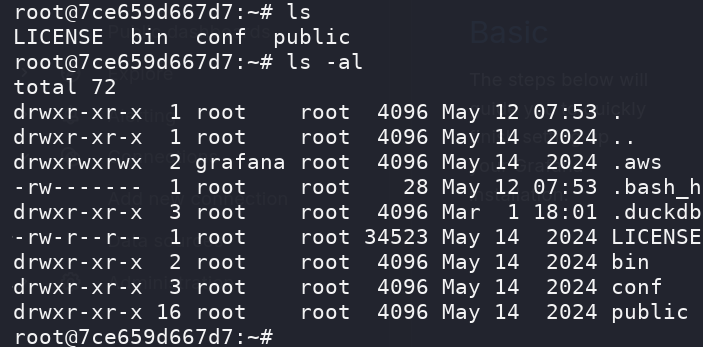 root@7ce659d667d7:~# ls
LICENSE  bin  conf  public
root@7ce659d667d7:~# ls -al
total 72
drwxr-xr-x  1 root    root  4096 May 12 07:53 .
drwxr-xr-x  1 root    root  4096 May 14  2024 ..
drwxrwxrwx  2 grafana root  4096 May 14  2024 .aws
-rw-------  1 root    root    28 May 12 07:53 .bash_h
drwxr-xr-x  3 root    root  4096 Mar  1 18:01 .duckdb
-rw-r--r--  1 root    root 34523 May 14  2024 LICENSE
drwxr-xr-x  2 root    root  4096 May 14  2024 bin
drwxr-xr-x  3 root    root  4096 May 14  2024 conf
drwxr-xr-x 16 root    root  4096 May 14  2024 public
root@7ce659d667d7:~#
Basic
The steps below will